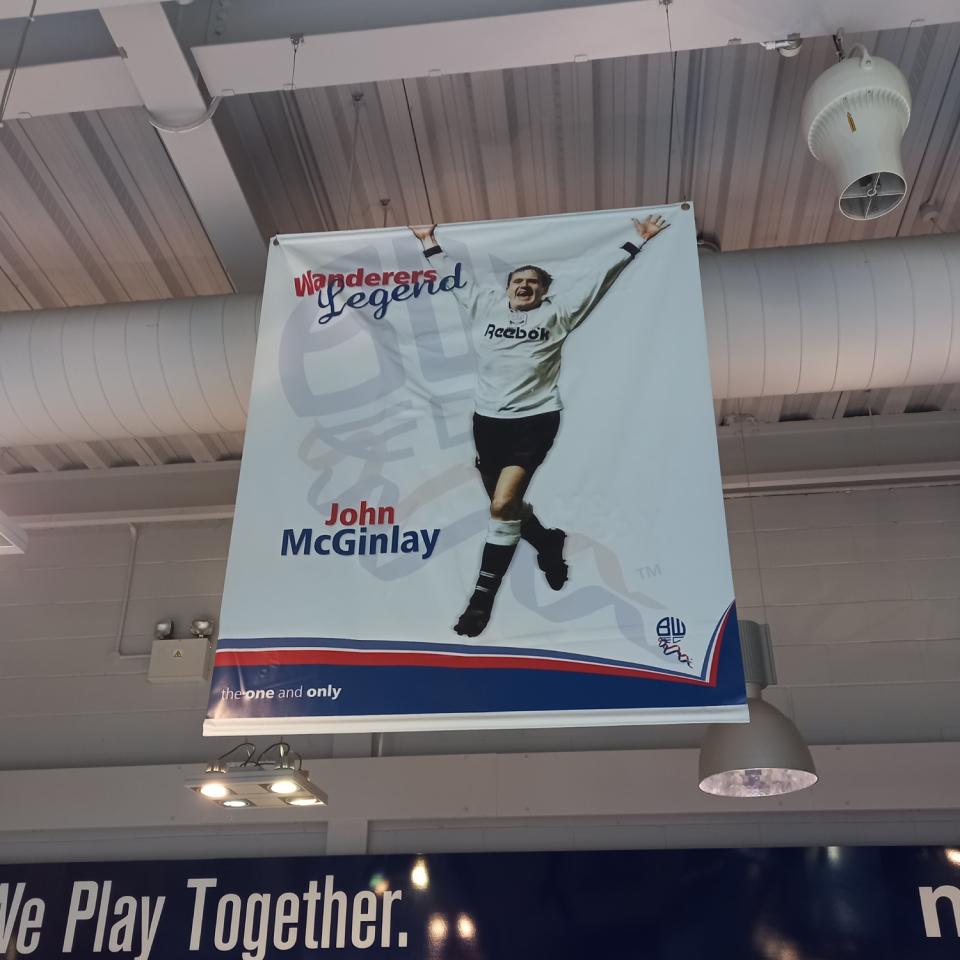 Wanderers
Legend
Reebok
John
McGinlay
TM
BW
the one and only
We Play Together.